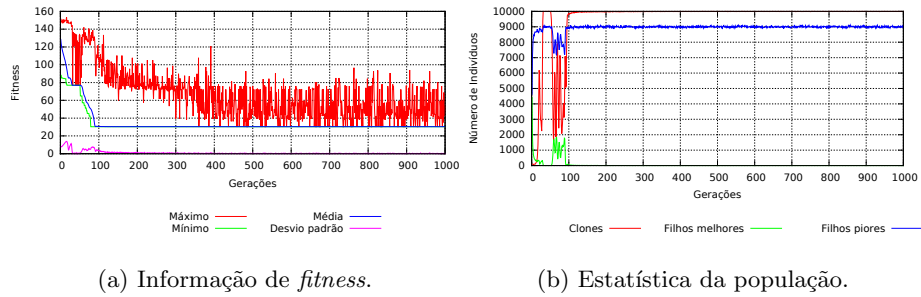 160
140
120
100
80
60
40
20
0
Fitness
0 100 200 300 400 500 600 700 800 900 1000
Gerações
Máximo
Mínimo
Média
Desvio padrão
(a) Informação de fitness.
10000
9000
8000
7000
6000
5000
4000
3000
2000
1000
0
Número de Indivíduos
0 100 200 300 400 500 600 700 800 900 1000
Gerações
Clones
Filhos melhores
Filhos piores
(b) Estatística da população.